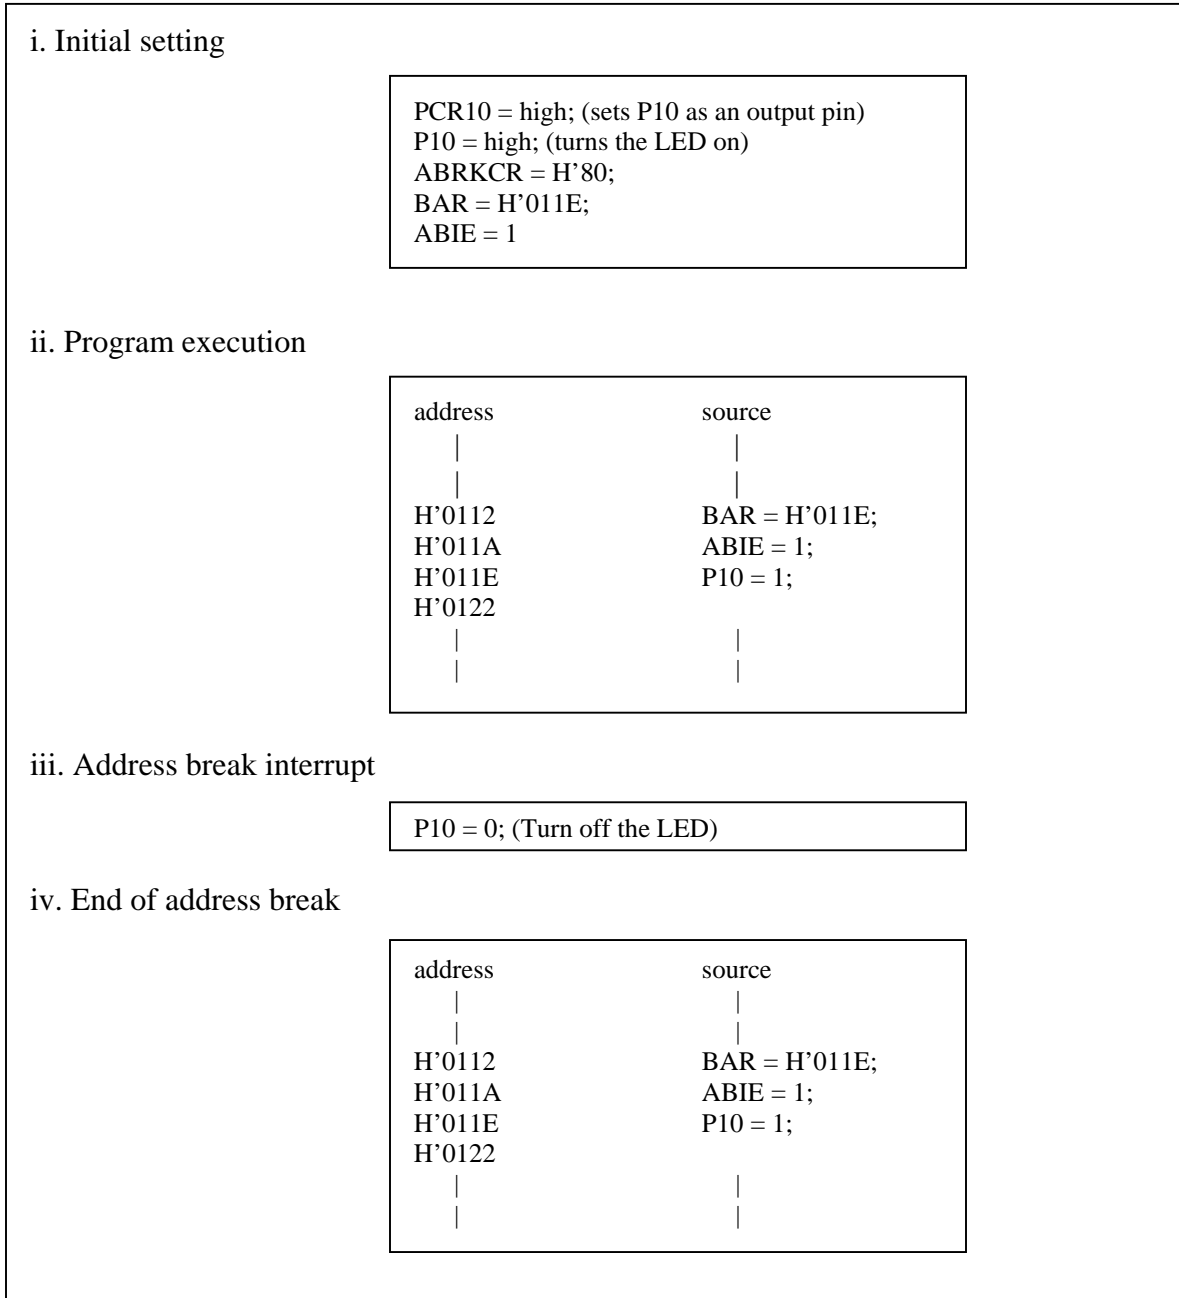 i. Initial setting
PCR10 = high; (sets P10 as an output pin)
P10 = high; (turns the LED on)
ABRKCR = H’80;
BAR = H’011E;
ABIE = 1
ii. Program execution
address source
| |
| |
H’0112 BAR = H’011E;
H’011A ABIE = 1;
H’011E P10 = 1;
H’0122
| |
| |
iii. Address break interrupt
P10 = 0; (Turn off the LED)
iv. End of address break
address source
| |
| |
H’0112 BAR = H’011E;
H’011A ABIE = 1;
H’011E P10 = 1;
H’0122
| |
| |